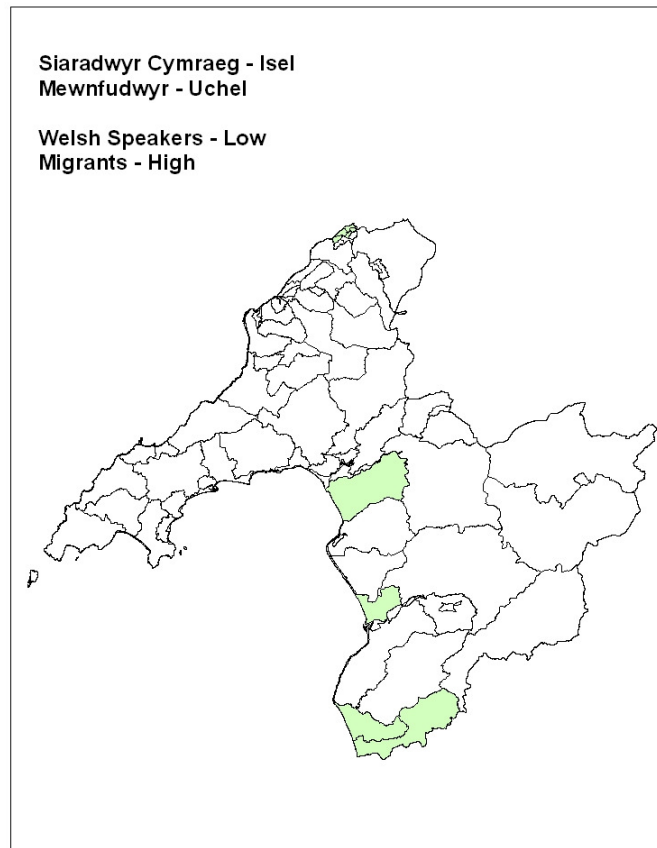 Siaradwyr Cymraeg - Isel
Mewnfudwyr - Uchel
Welsh Speakers - Low
Migrants - High